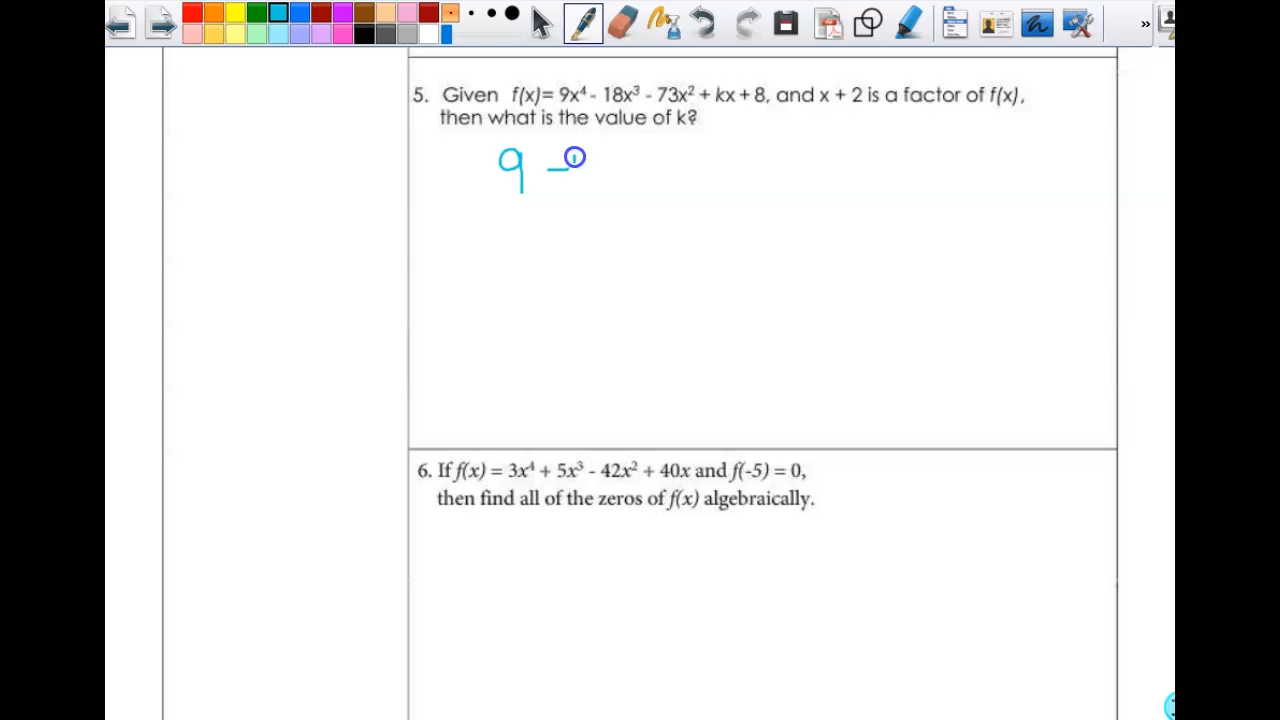 »
5. Given f(x)= 9x⁴ - 18x³ - 73x² + kx + 8, and x + 2 is a factor of f(x),
then what is the value of k?
9 -
6. If f(x) = 3x⁴ + 5x³ - 42x² + 40x and f(-5) = 0,
then find all of the zeros of f(x) algebraically.